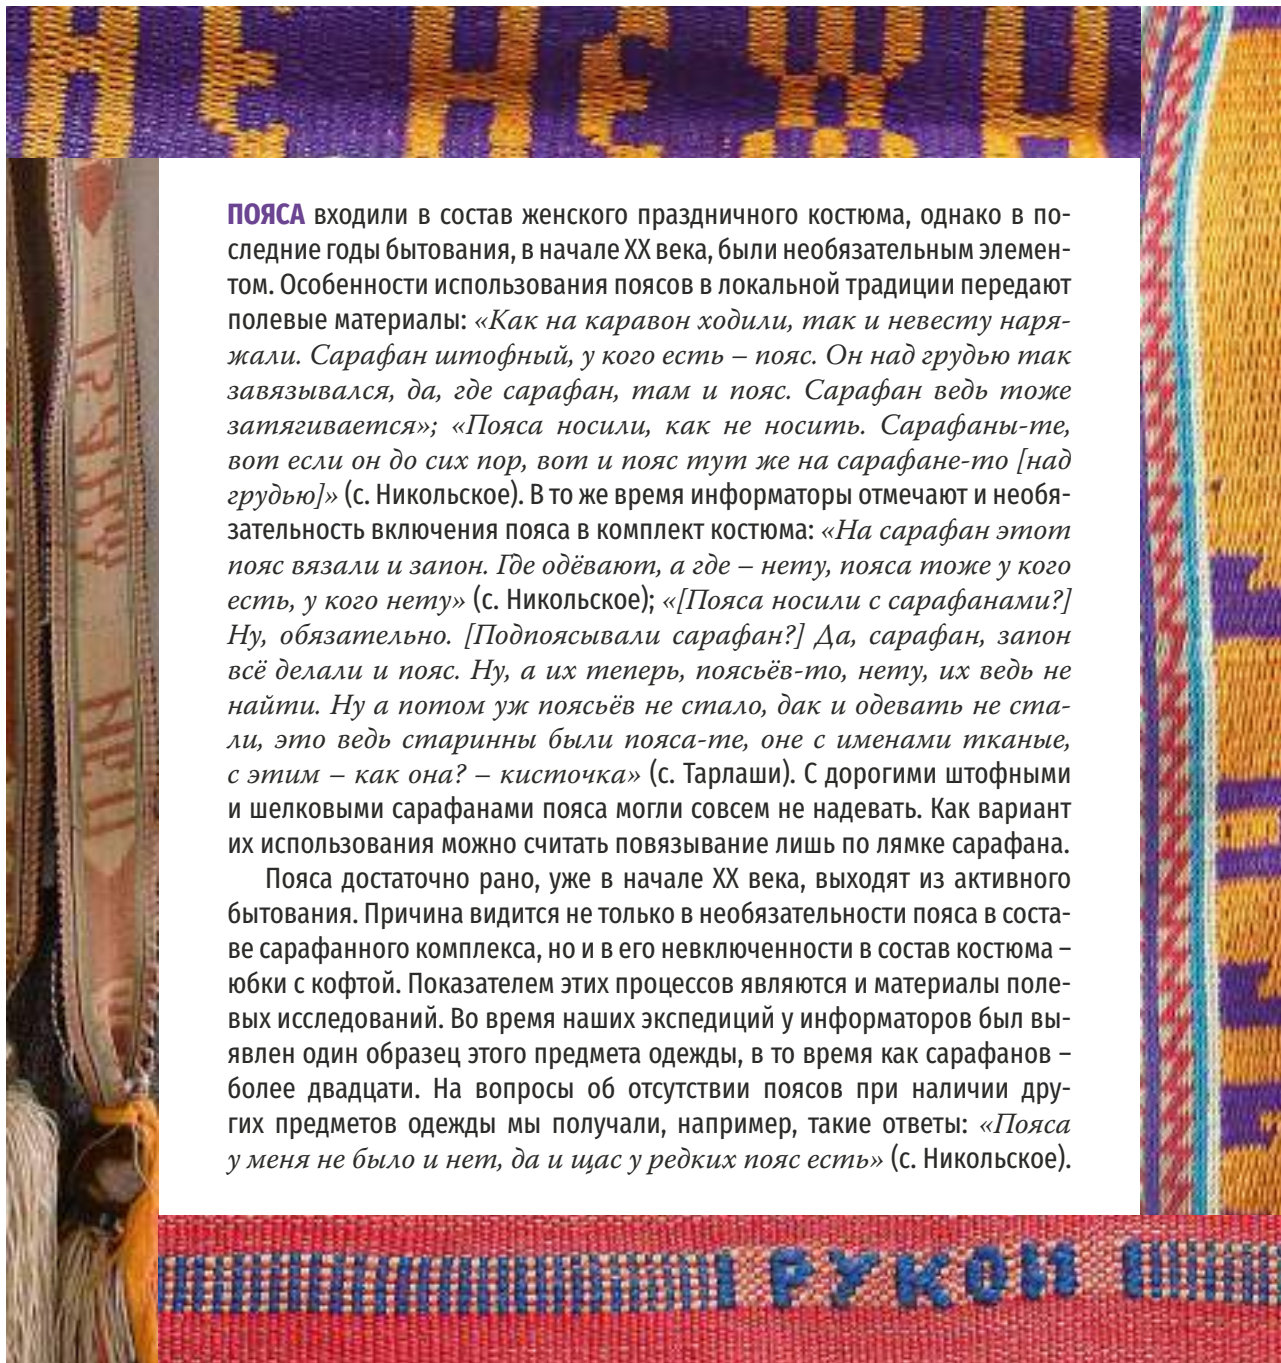 НЕ НЕ
ПОЯСА входили в состав женского праздничного костюма, однако в по-
следние годы бытования, в начале XX века, были необязательным элемен-
том. Особенности использования поясов в локальной традиции передают
полевые материалы: «Как на каравон ходили, так и невесту наря-
жали. Сарафан штофный, у кого есть – пояс. Он над грудью так
завязывался, да, где сарафан, там и пояс. Сарафан ведь тоже
затягивается»; «Пояса носили, как не носить. Сарафаны-те,
вот если он до сих пор, вот и пояс тут же на сарафане-то [над
грудью]» (с. Никольское). В то же время информаторы отмечают и необя-
зательность включения пояса в комплект костюма: «На сарафан этот
пояс вязали и запон. Где одёвают, а где – нету, пояса тоже у кого
есть, у кого нету» (с. Никольское); «[Пояса носили с сарафанами?]
Ну, обязательно. [Подпоясывали сарафан?] Да, сарафан, запон
всё делали и пояс. Ну, а их теперь, поясьёв-то, нету, их ведь не
найти. Ну а потом уж поясьёв не стало, дак и одевать не ста-
ли, это ведь старинны были пояса-те, оне с именами тканые,
с этим – как она? – кисточка» (с. Тарлаши). С дорогими штофными
и шелковыми сарафанами пояса могли совсем не надевать. Как вариант
их использования можно считать повязывание лишь по лямке сарафана.
Пояса достаточно рано, уже в начале XX века, выходят из активного
бытования. Причина видится не только в необязательности пояса в соста-
ве сарафанного комплекса, но и в его невключенности в состав костюма –
юбки с кофтой. Показателем этих процессов являются и материалы поле-
вых исследований. Во время наших экспедиций у информаторов был вы-
явлен один образец этого предмета одежды, в то время как сарафанов –
более двадцати. На вопросы об отсутствии поясов при наличии дру-
гих предметов одежды мы получали, например, такие ответы: «Пояса
у меня не было и нет, да и щас у редких пояс есть» (с. Никольское).
РУКОЙ